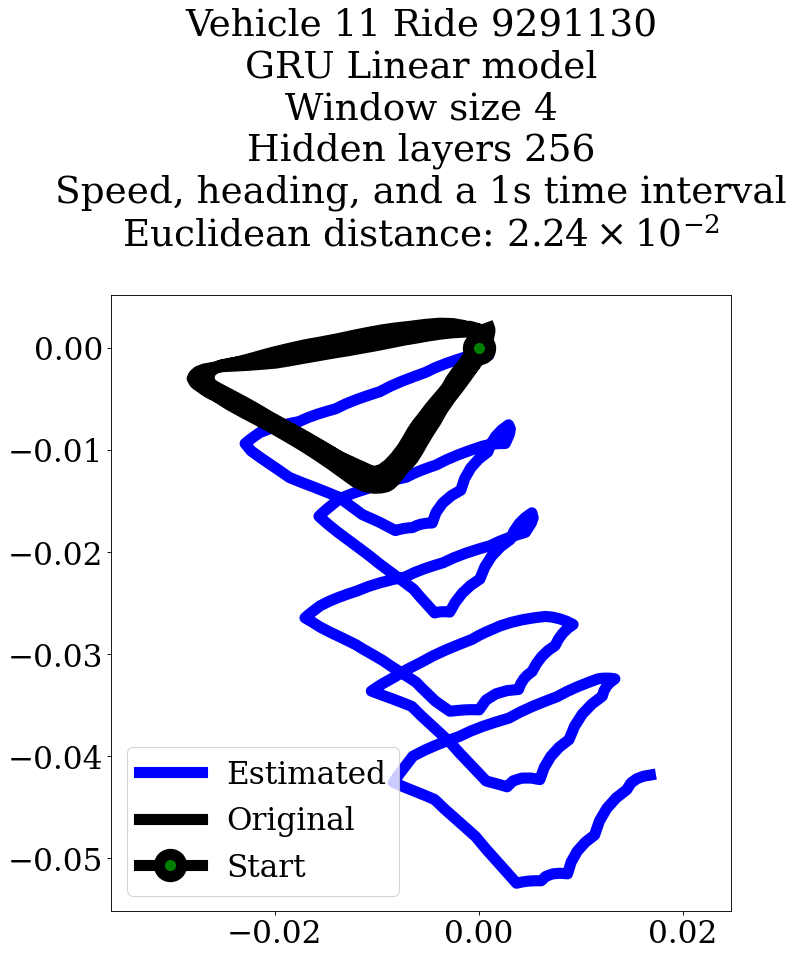 Vehicle 11 Ride 9291130
GRU Linear model
Window size 4
Hidden layers 256
Speed, heading, and a 1s time interval
Euclidean distance: 2.24 × 10⁻²
0.00
−0.01
−0.02
−0.03
−0.04
−0.05
Estimated
Original
Start
−0.02 0.00 0.02